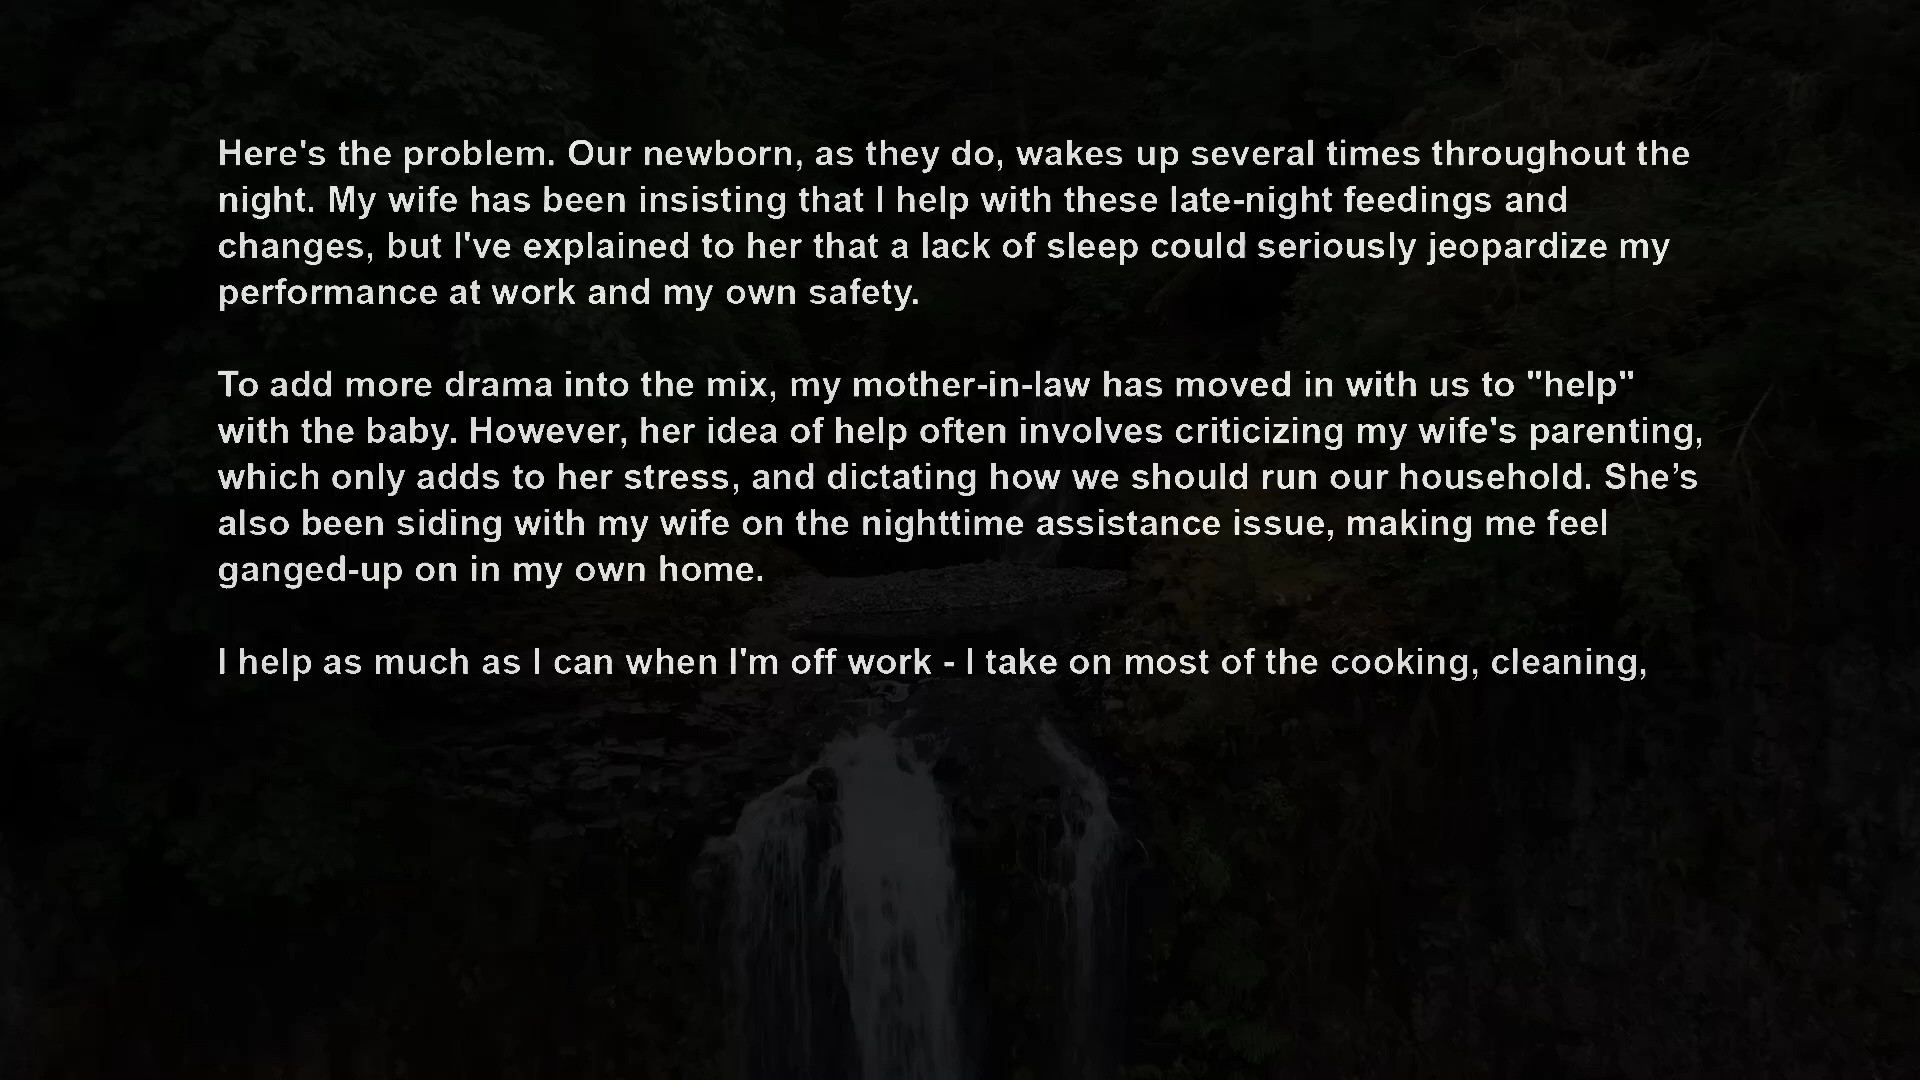 Here's the problem. Our newborn, as they do, wakes up several times throughout the
night. My wife has been insisting that I help with these late-night feedings and
changes, but I've explained to her that a lack of sleep could seriously jeopardize my
performance at work and my own safety.
To add more drama into the mix, my mother-in-law has moved in with us to "help"
with the baby. However, her idea of help often involves criticizing my wife's parenting,
which only adds to her stress, and dictating how we should run our household. She’s
also been siding with my wife on the nighttime assistance issue, making me feel
ganged-up on in my own home.
I help as much as I can when I'm off work - I take on most of the cooking, cleaning,